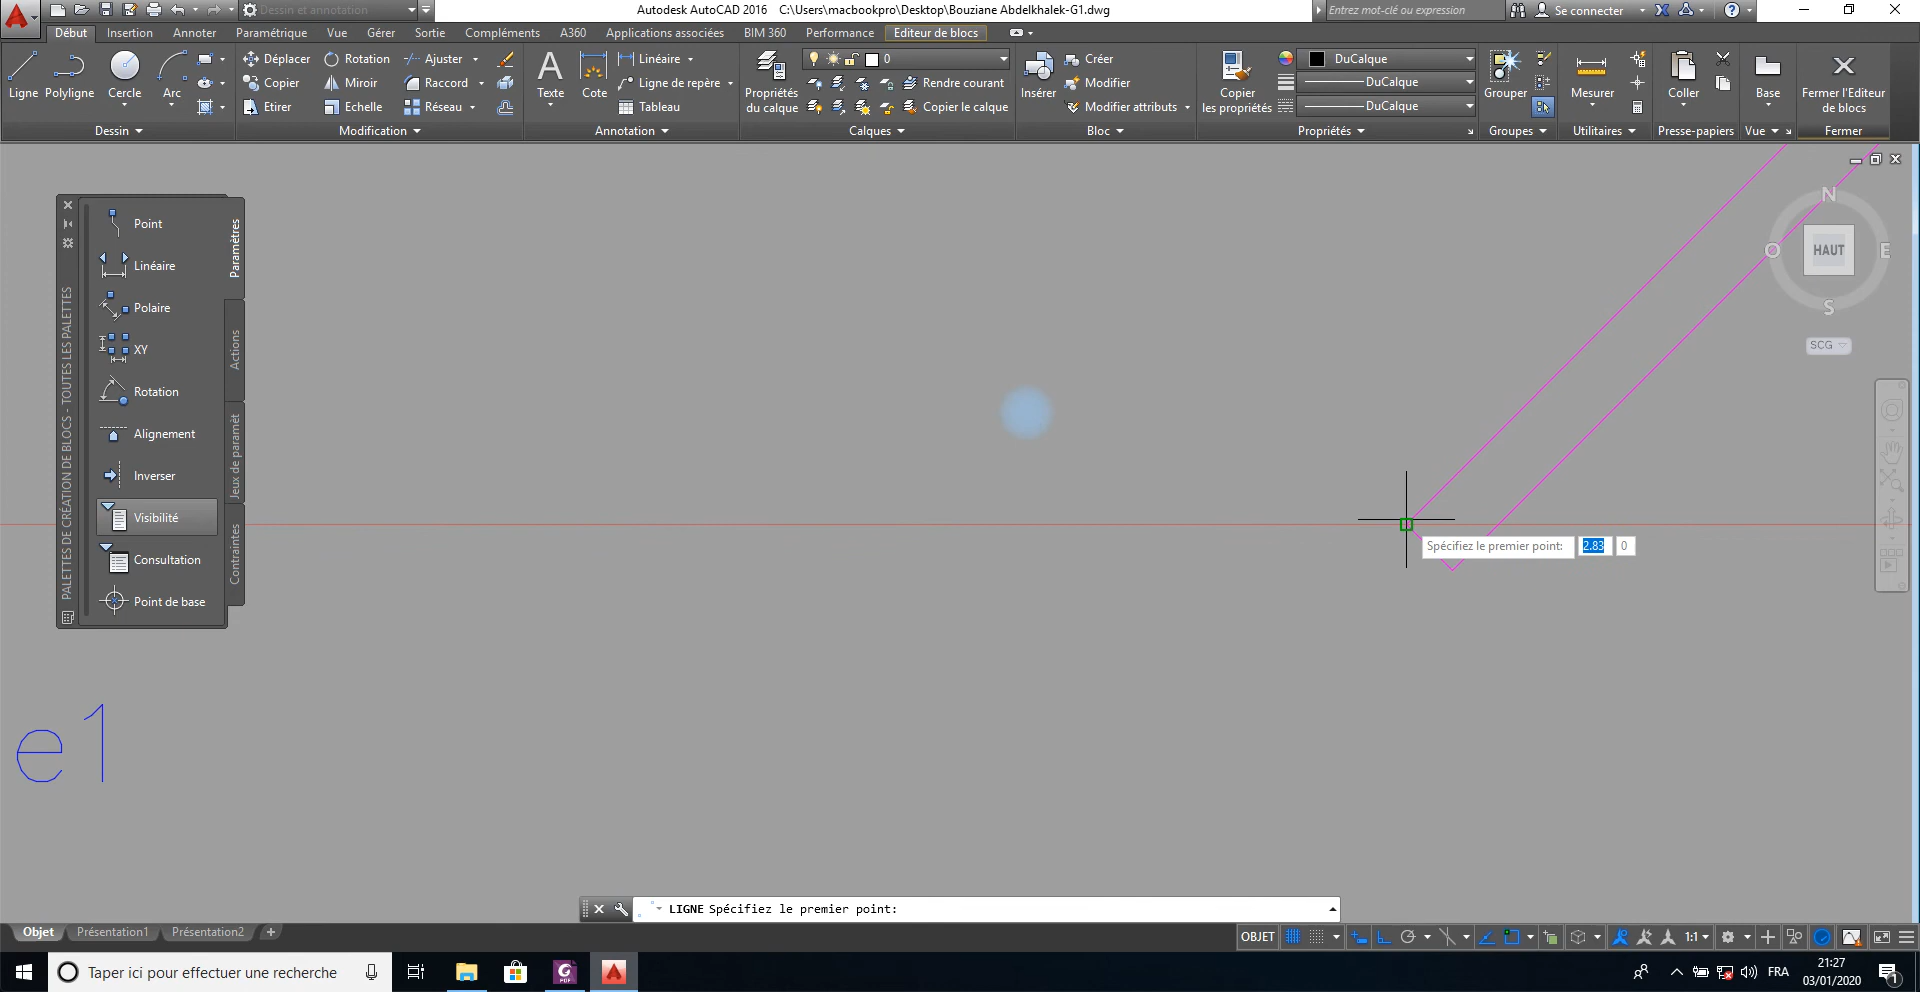 Dessin et annotation
Autodesk AutoCAD 2016 C:\Users\macbookpro\Desktop\Bouziane Abdelkhalek-G1.dwg
Entrez mot-clé ou expression
Se connecter
Début Insertion Annoter Paramétrique Vue Gérer Sortie Compléments A360 Applications associées BIM 360 Performance Editeur de blocs
Ligne Polyligne Cercle Arc
Déplacer Rotation Ajuster
Copier Miroir Raccord
Etirer Echelle Réseau
Texte Cote
Linéaire
Ligne de repère
Tableau
Propriétés
du calque
0
Rendre courant
Copier le calque
Insérer
Créer
Modifier
Modifier attributs
Copier
les propriétés
DuCalque
DuCalque
DuCalque
Grouper
Mesurer
Coller
Base
Fermer l'Editeur
de blocs
Dessin Modification Annotation Calques Bloc Propriétés Groupes Utilitaires Presse-papiers Vue Fermer
PALETTES DE CRÉATION DE BLOCS - TOUTES LES PALETTES
Point
Linéaire
Polaire
XY
Rotation
Alignement
Inverser
Visibilité
Consultation
Point de base
Paramètres
Actions
Jeux de paramèt
Contraintes
N
O HAUT E
S
SCG
Spécifiez le premier point: 2.83 0
e1
LIGNE Spécifiez le premier point:
Objet Présentation1 Présentation2 +
OBJET
1:1
Taper ici pour effectuer une recherche
PDF
FRA
21:27
03/01/2020
1